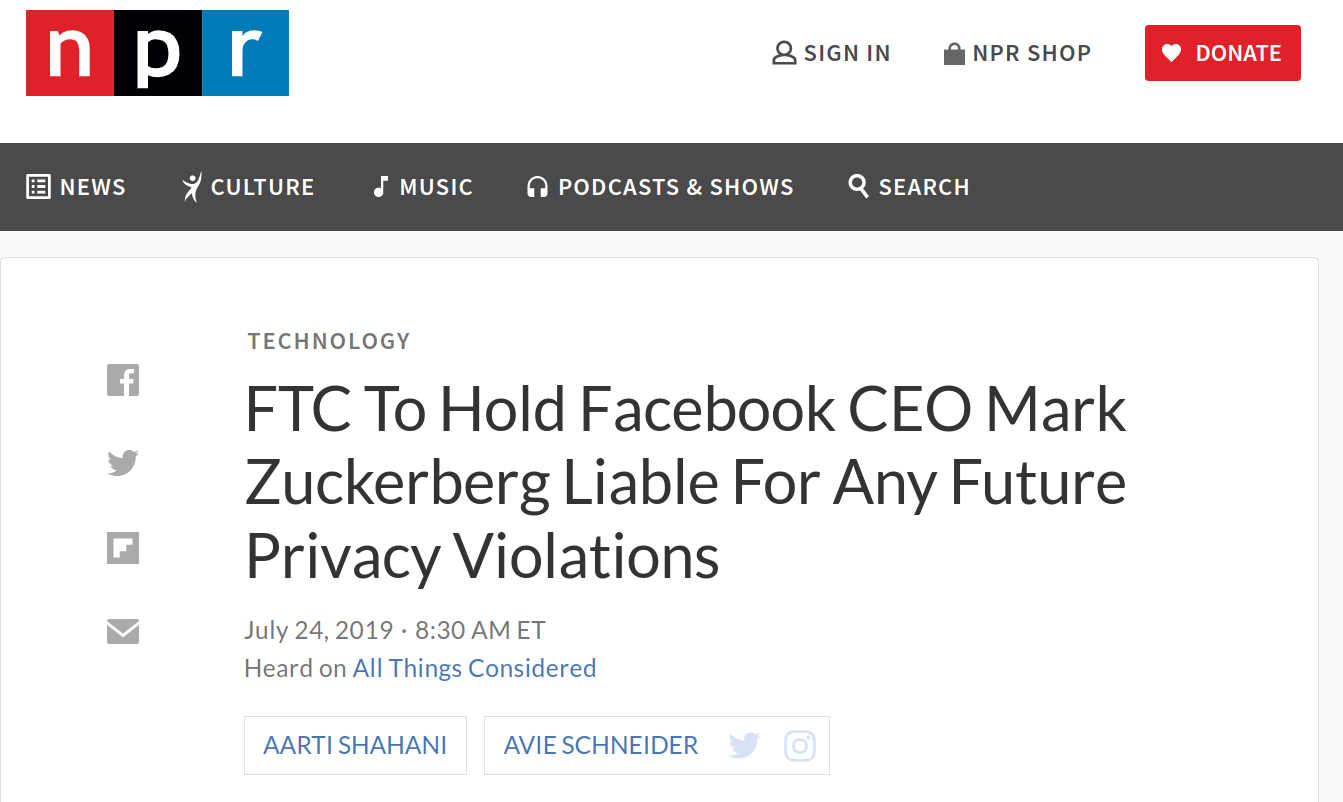 npr
SIGN IN
NPR SHOP
DONATE
NEWS
CULTURE
MUSIC
PODCASTS & SHOWS
SEARCH
TECHNOLOGY
FTC To Hold Facebook CEO Mark
Zuckerberg Liable For Any Future
Privacy Violations
July 24, 2019 · 8:30 AM ET
Heard on All Things Considered
AARTI SHAHANI
AVIE SCHNEIDER